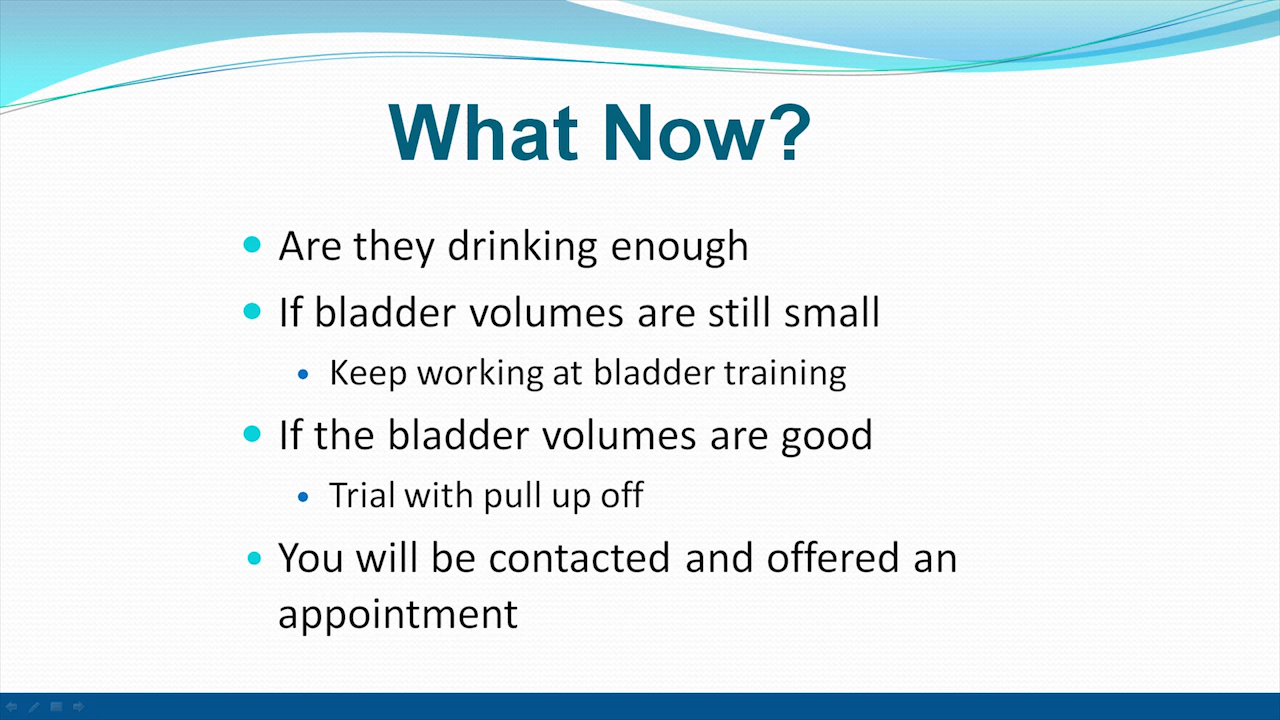 What Now?
Are they drinking enough
If bladder volumes are still small
Keep working at bladder training
If the bladder volumes are good
Trial with pull up off
You will be contacted and offered an
appointment